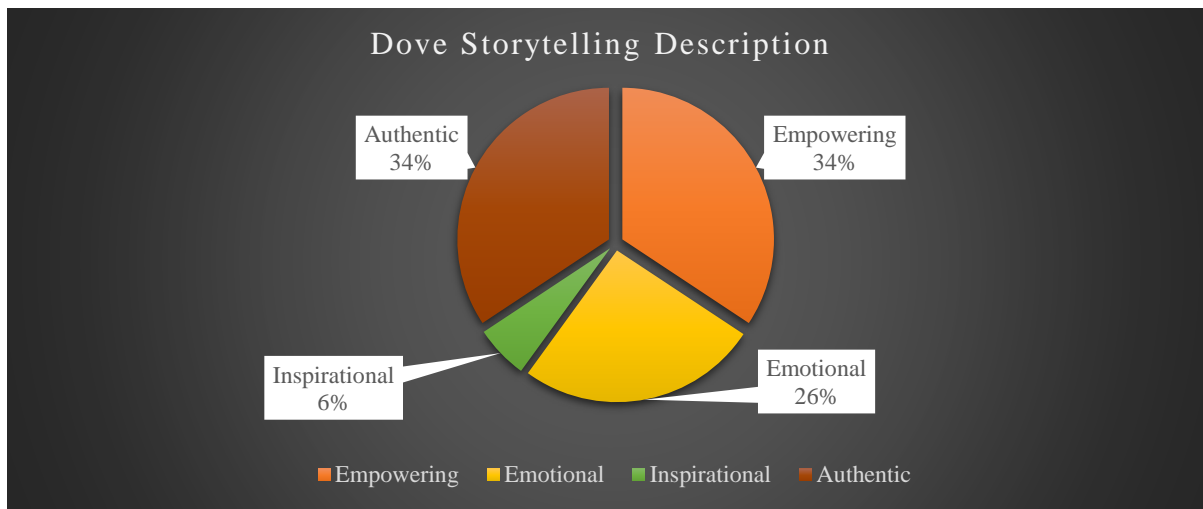 Dove Storytelling Description
Authentic
34%
Empowering
34%
Inspirational
6%
Emotional
26%
Empowering Emotional Inspirational Authentic